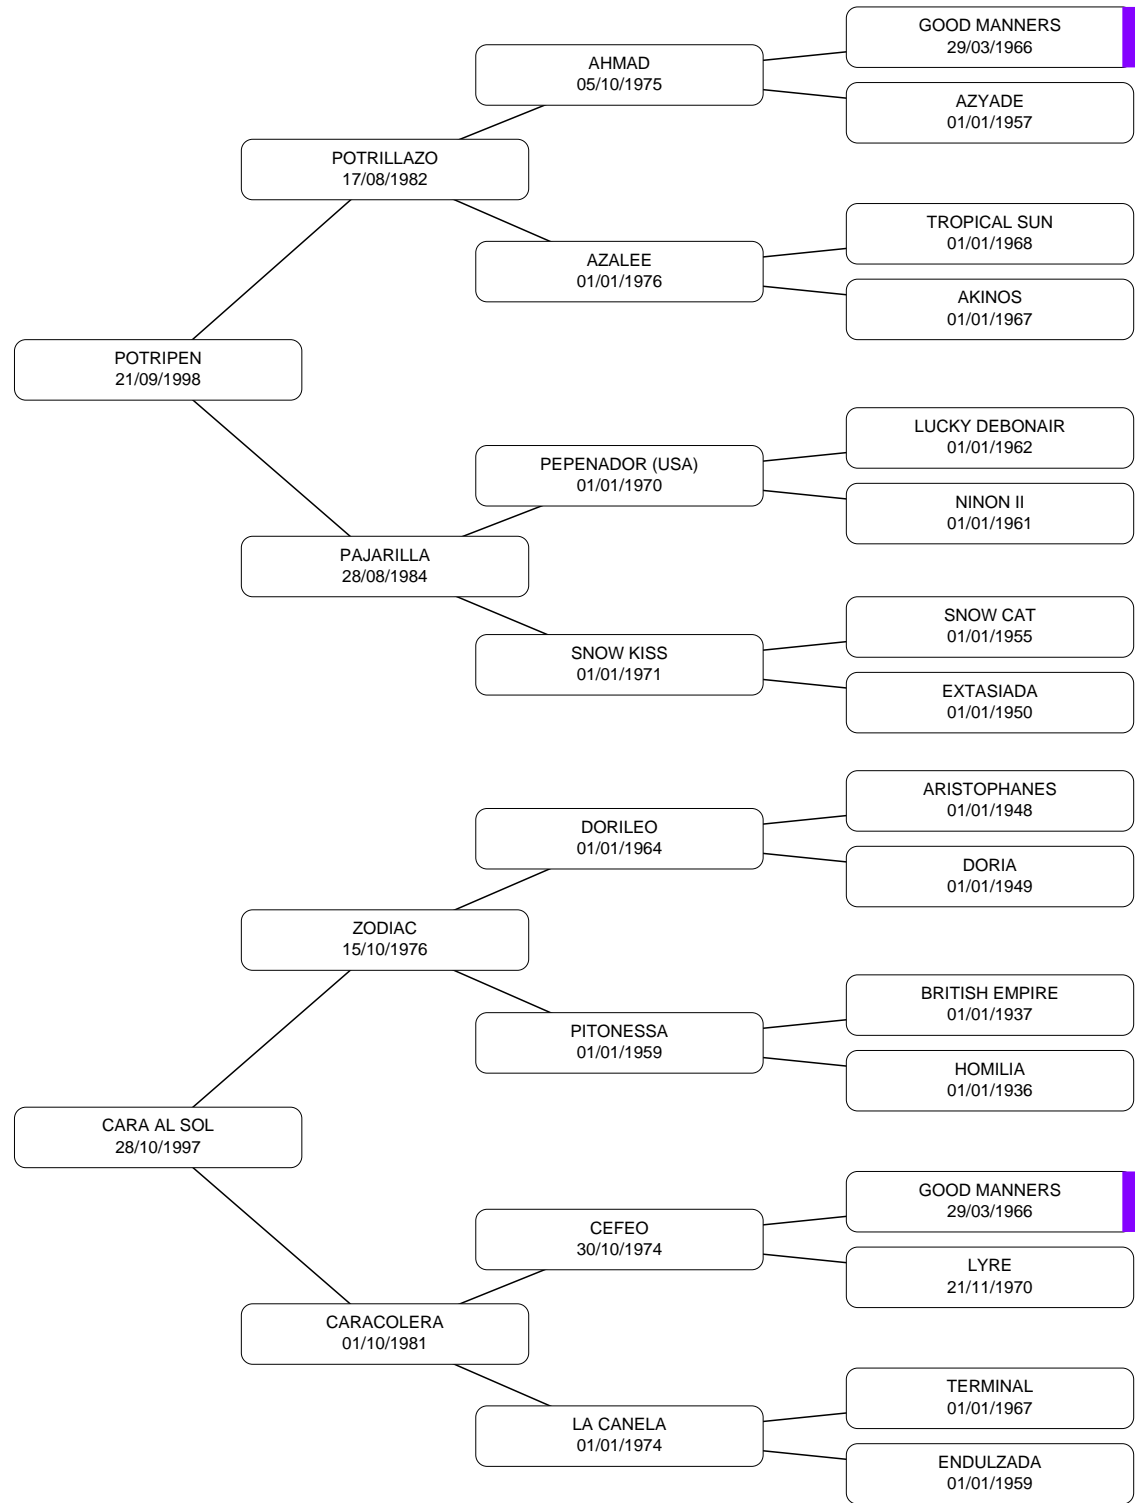 GOOD MANNERS
29/03/1966
AHMAD
05/10/1975
AZYADE
01/01/1957
POTRILLAZO
17/08/1982
TROPICAL SUN
01/01/1968
AZALEE
01/01/1976
AKINOS
01/01/1967
POTRIPEN
21/09/1998
LUCKY DEBONAIR
01/01/1962
PEPENADOR (USA)
01/01/1970
NINON II
01/01/1961
PAJARILLA
28/08/1984
SNOW CAT
01/01/1955
SNOW KISS
01/01/1971
EXTASIADA
01/01/1950
ARISTOPHANES
01/01/1948
DORILEO
01/01/1964
DORIA
01/01/1949
ZODIAC
15/10/1976
BRITISH EMPIRE
01/01/1937
PITONESSA
01/01/1959
HOMILIA
01/01/1936
CARA AL SOL
28/10/1997
GOOD MANNERS
29/03/1966
CEFEO
30/10/1974
LYRE
21/11/1970
CARACOLERA
01/10/1981
TERMINAL
01/01/1967
LA CANELA
01/01/1974
ENDULZADA
01/01/1959